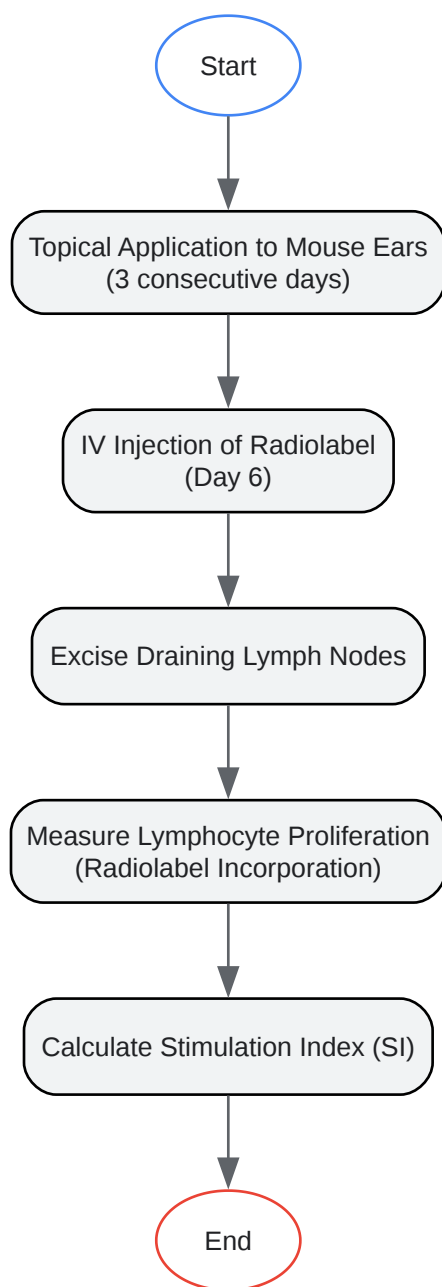 Start
Topical Application to Mouse Ears
(3 consecutive days)
IV Injection of Radiolabel
(Day 6)
Excise Draining Lymph Nodes
Measure Lymphocyte Proliferation
(Radiolabel Incorporation)
Calculate Stimulation Index (SI)
End